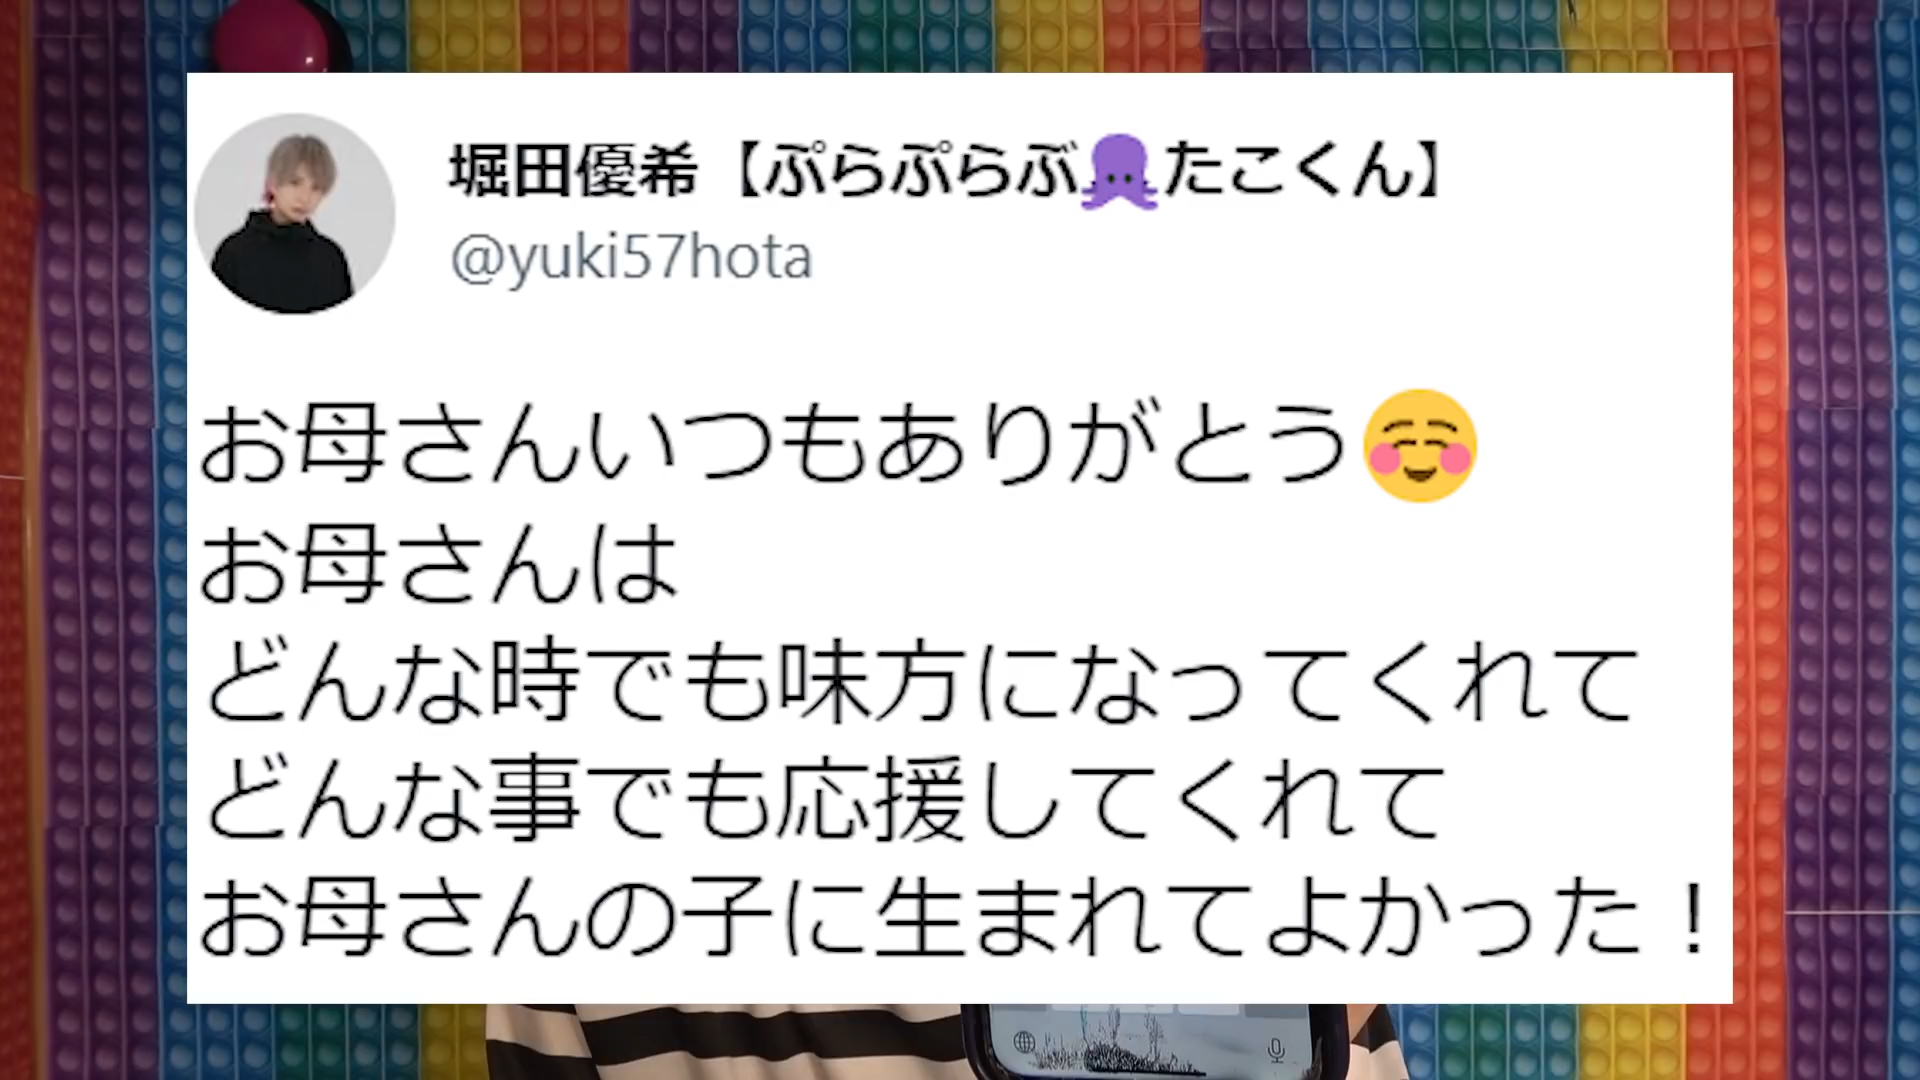 堀田優希【ぷらぷらぶ🐙たこくん】
@yuki57hota
お母さんいつもありがとう☺️
お母さんは
どんな時でも味方になってくれて
どんな事でも応援してくれて
お母さんの子に生まれてよかった！